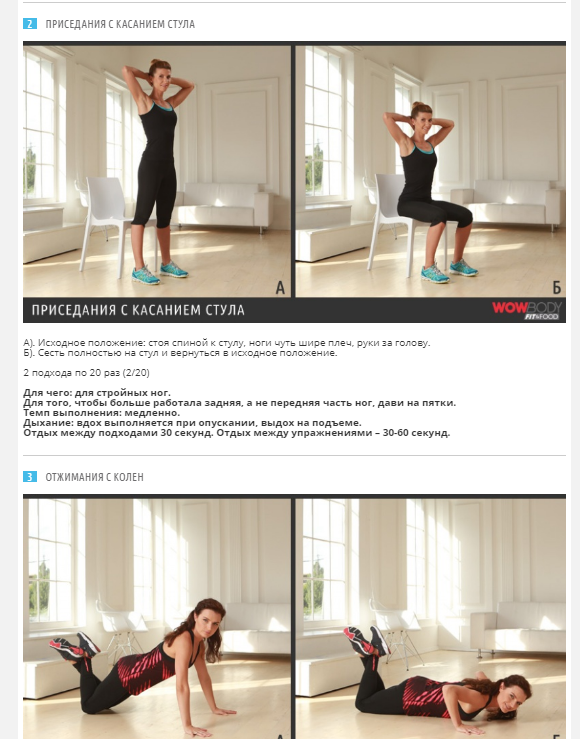 2 ПРИСЕДАНИЯ С КАСАНИЕМ СТУЛА
А Б
ПРИСЕДАНИЯ С КАСАНИЕМ СТУЛА
WOWBODY
FIT&FOOD
А). Исходное положение: стоя спиной к стулу, ноги чуть шире плеч, руки за голову.
Б). Сесть полностью на стул и вернуться в исходное положение.
2 подхода по 20 раз (2/20)
Для чего: для стройных ног.
Для того, чтобы больше работала задняя, а не передняя часть ног, дави на пятки.
Темп выполнения: медленно.
Дыхание: вдох выполняется при опускании, выдох на подъеме.
Отдых между подходами 30 секунд. Отдых между упражнениями – 30-60 секунд.
3 ОТЖИМАНИЯ С КОЛЕН